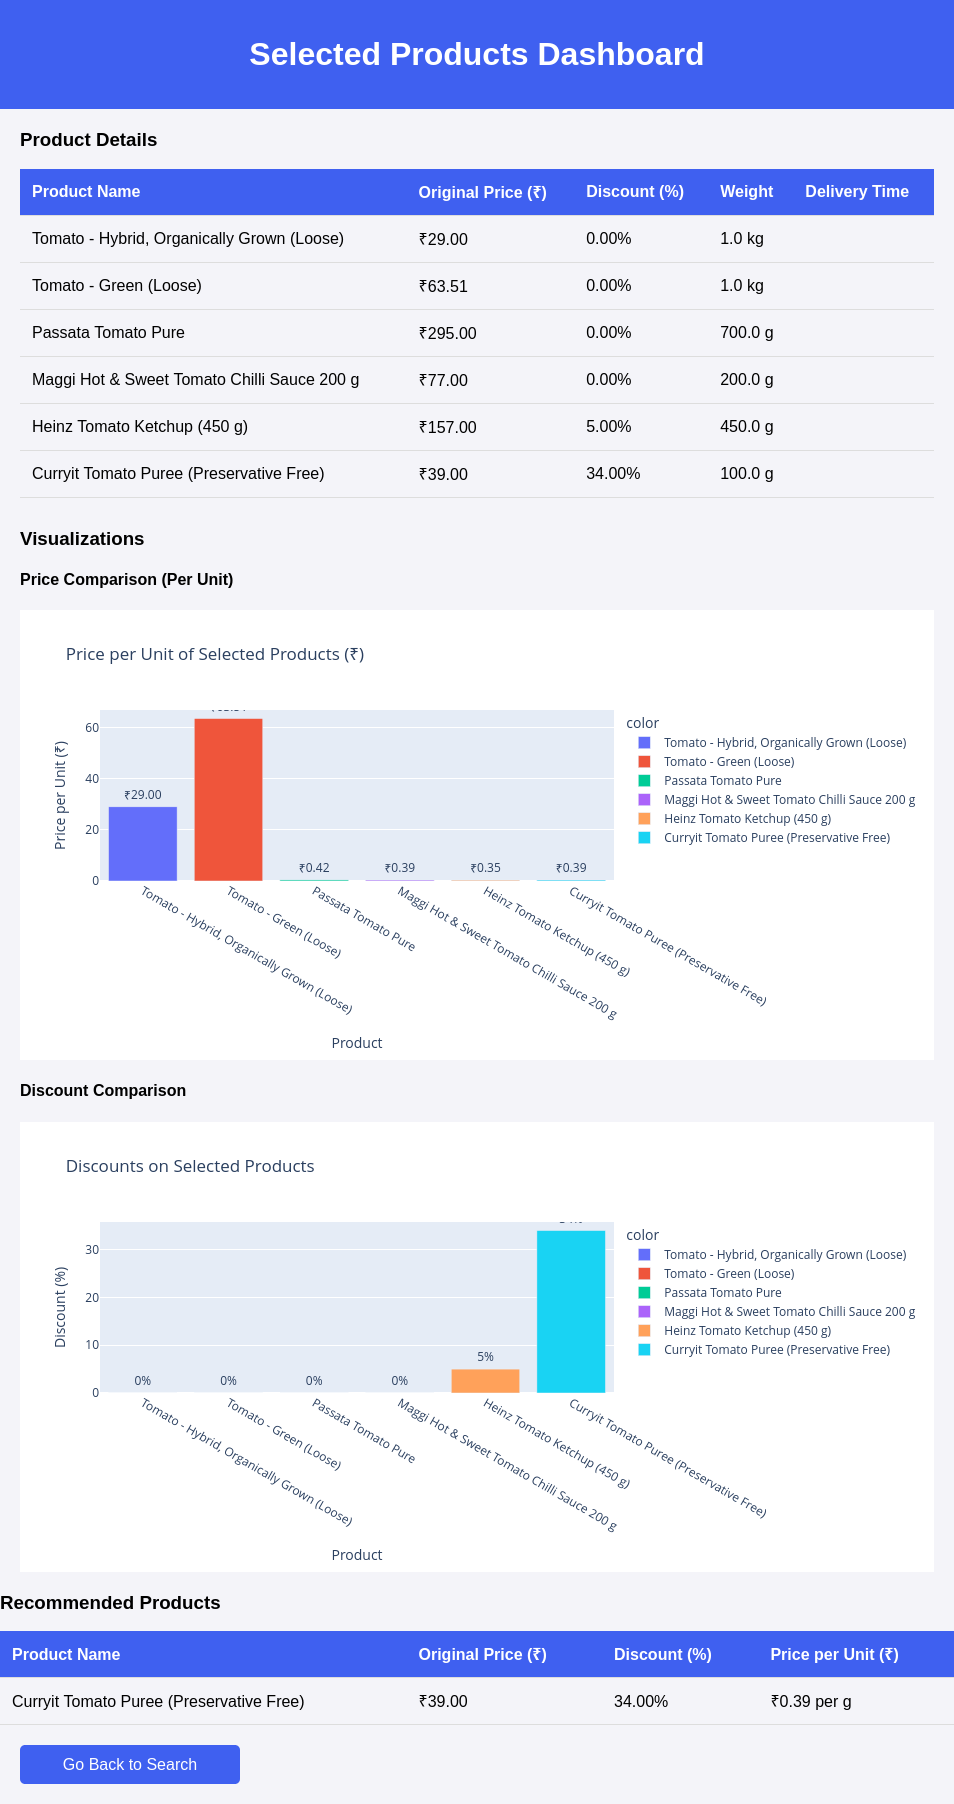 Selected Products Dashboard
Product Details
Product Name Original Price (₹) Discount (%) Weight Delivery Time
Tomato - Hybrid, Organically Grown (Loose) ₹29.00 0.00% 1.0 kg
Tomato - Green (Loose) ₹63.51 0.00% 1.0 kg
Passata Tomato Pure ₹295.00 0.00% 700.0 g
Maggi Hot & Sweet Tomato Chilli Sauce 200 g ₹77.00 0.00% 200.0 g
Heinz Tomato Ketchup (450 g) ₹157.00 5.00% 450.0 g
Curryit Tomato Puree (Preservative Free) ₹39.00 34.00% 100.0 g
Visualizations
Price Comparison (Per Unit)
Price per Unit of Selected Products (₹)
Price per Unit (₹)
60
40
20
0
₹29.00
₹0.42
₹0.39
₹0.35
₹0.39
Tomato - Hybrid, Organically Grown (Loose)
Tomato - Green (Loose)
Passata Tomato Pure
Maggi Hot & Sweet Tomato Chilli Sauce 200 g
Heinz Tomato Ketchup (450 g)
Curryit Tomato Puree (Preservative Free)
Product
color
Tomato - Hybrid, Organically Grown (Loose)
Tomato - Green (Loose)
Passata Tomato Pure
Maggi Hot & Sweet Tomato Chilli Sauce 200 g
Heinz Tomato Ketchup (450 g)
Curryit Tomato Puree (Preservative Free)
Discount Comparison
Discounts on Selected Products
Discount (%)
30
20
10
0
0%
0%
0%
0%
5%
Tomato - Hybrid, Organically Grown (Loose)
Tomato - Green (Loose)
Passata Tomato Pure
Maggi Hot & Sweet Tomato Chilli Sauce 200 g
Heinz Tomato Ketchup (450 g)
Curryit Tomato Puree (Preservative Free)
Product
color
Tomato - Hybrid, Organically Grown (Loose)
Tomato - Green (Loose)
Passata Tomato Pure
Maggi Hot & Sweet Tomato Chilli Sauce 200 g
Heinz Tomato Ketchup (450 g)
Curryit Tomato Puree (Preservative Free)
Recommended Products
Product Name Original Price (₹) Discount (%) Price per Unit (₹)
Curryit Tomato Puree (Preservative Free) ₹39.00 34.00% ₹0.39 per g
Go Back to Search